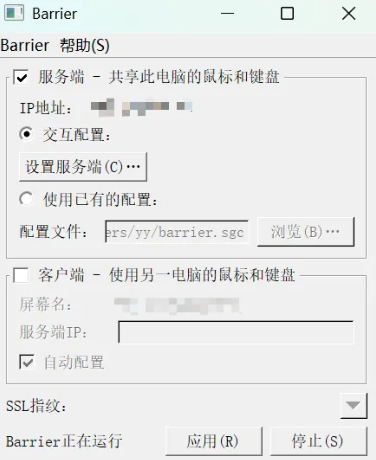 Barrier
Barrier 帮助(S)
服务端 - 共享此电脑的鼠标和键盘
IP地址:
交互配置:
设置服务端(C)…
使用已有的配置:
配置文件: ers/yy/barrier.sgc 浏览(B)…
客户端 - 使用另一电脑的鼠标和键盘
屏幕名:
服务端IP:
自动配置
SSL指纹:
Barrier正在运行 应用(R) 停止(S)